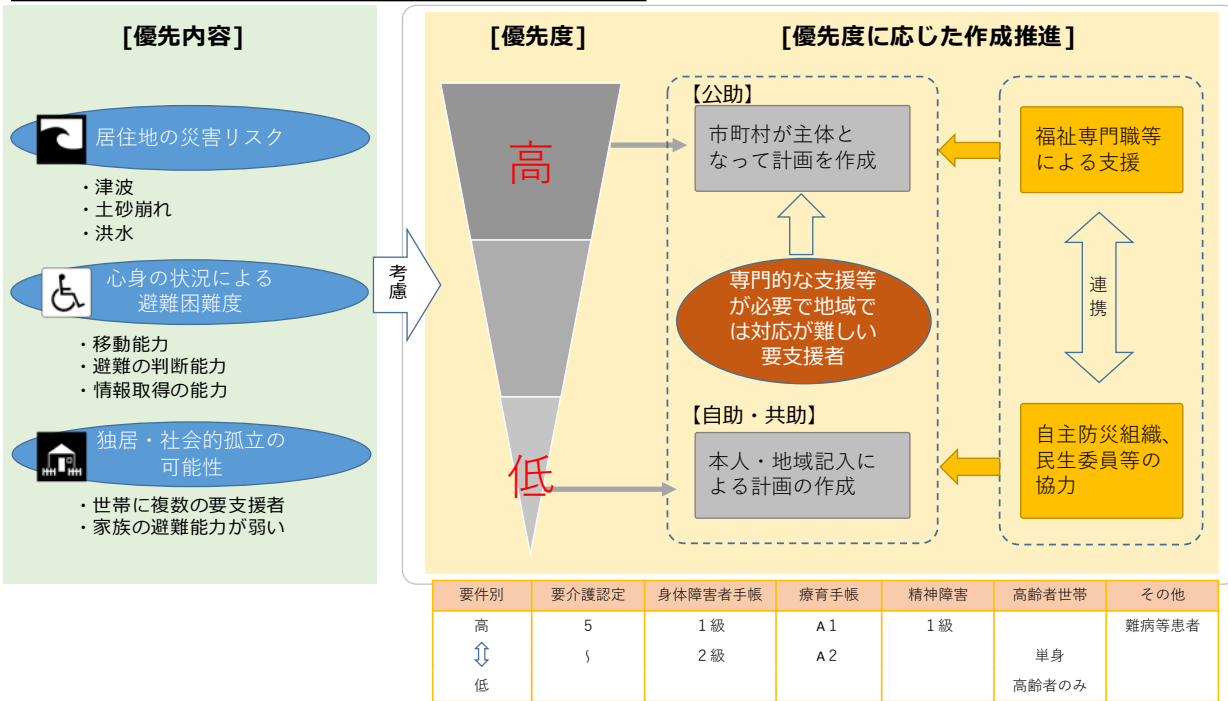 [優先内容]
居住地の災害リスク
・津波
・土砂崩れ
・洪水
心身の状況による
避難困難度
・移動能力
・避難の判断能力
・情報取得の能力
独居・社会的孤立の
可能性
・世帯に複数の要支援者
・家族の避難能力が弱い
考慮
[優先度]
高
低
[優先度に応じた作成推進]
【公助】
市町村が主体と
なって計画を作成
専門的な支援等
が必要で地域で
は対応が難しい
要支援者
【自助・共助】
本人・地域記入に
よる計画の作成
福祉専門職等
による支援
連携
自主防災組織、
民生委員等の
協力
要件別 要介護認定 身体障害者手帳 療育手帳 精神障害 高齢者世帯 その他
高 5 1級 A1 1級 難病等患者
⇕ 〜 2級 A2 単身
低 高齢者のみ